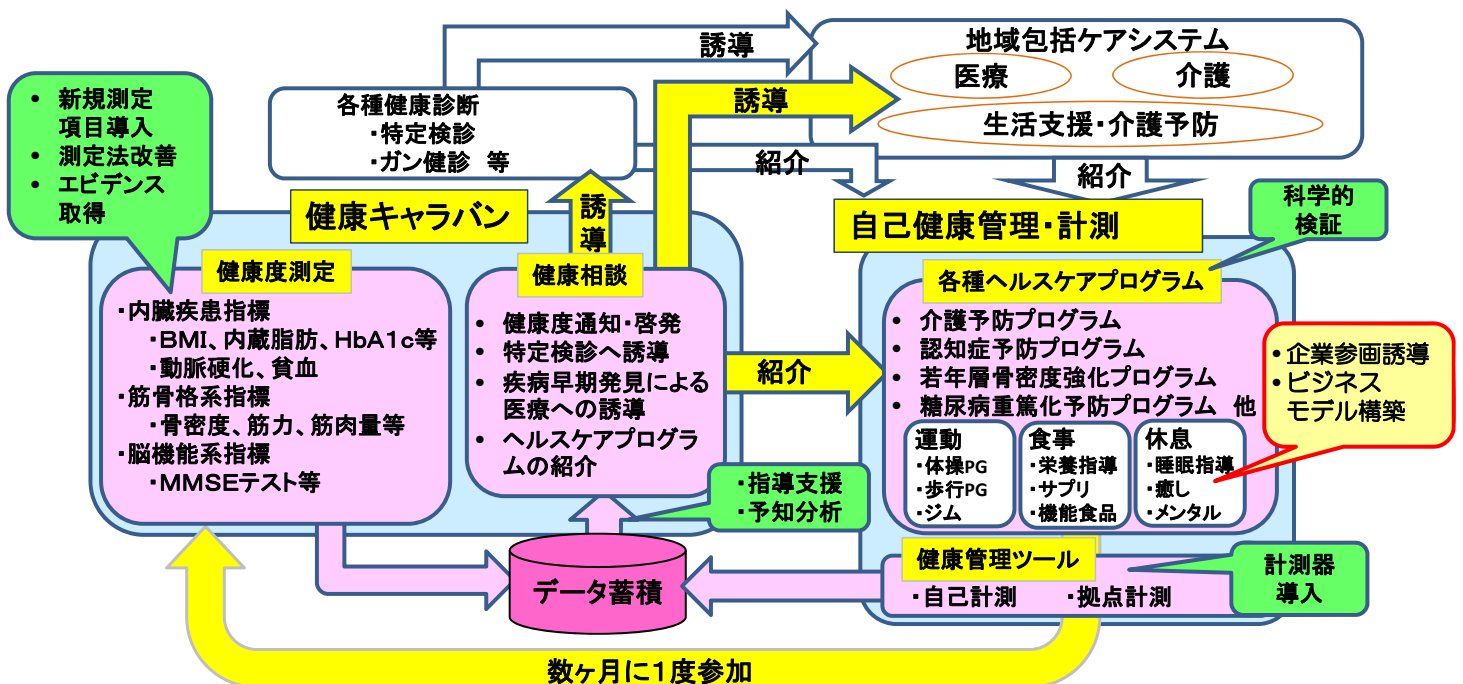 誘導
地域包括ケアシステム
医療
介護
生活支援・介護予防
誘導
各種健康診断
・特定検診
・ガン健診 等
紹介
紹介
• 新規測定
項目導入
• 測定法改善
• エビデンス
取得
健康キャラバン
誘導
自己健康管理・計測
科学的
検証
健康度測定
・内臓疾患指標
・BMI、内蔵脂肪、HbA1c等
・動脈硬化、貧血
・筋骨格系指標
・骨密度、筋力、筋肉量等
・脳機能系指標
・MMSEテスト等
健康相談
• 健康度通知・啓発
• 特定検診へ誘導
• 疾病早期発見による
医療への誘導
• ヘルスケアプログラ
ムの紹介
紹介
各種ヘルスケアプログラム
• 介護予防プログラム
• 認知症予防プログラム
• 若年層骨密度強化プログラム
• 糖尿病重篤化予防プログラム 他
• 企業参画誘導
• ビジネス
モデル構築
運動
・体操PG
・歩行PG
・ジム
食事
・栄養指導
・サプリ
・機能食品
休息
・睡眠指導
・癒し
・メンタル
・指導支援
・予知分析
データ蓄積
健康管理ツール
・自己計測 ・拠点計測
計測器
導入
数ヶ月に1度参加